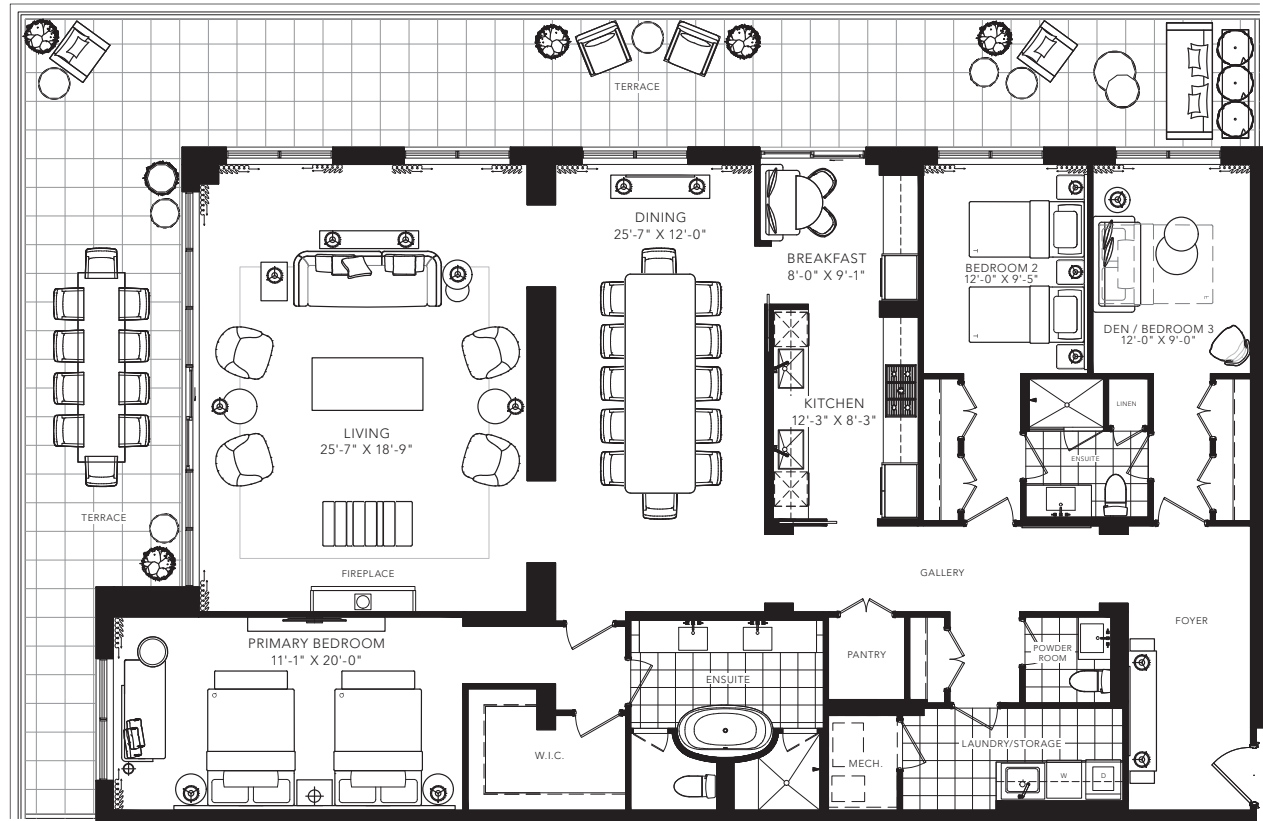 TERRACE
DINING
25'-7" X 12'-0"
BREAKFAST
8'-0" X 9'-1"
BEDROOM 2
12'-0" X 9'-5"
DEN / BEDROOM 3
12'-0" X 9'-0"
KITCHEN
12'-3" X 8'-3"
LINEN
LIVING
25'-7" X 18'-9"
ENSUITE
TERRACE
FIREPLACE
GALLERY
FOYER
PRIMARY BEDROOM
11'-1" X 20'-0"
PANTRY
POWDER
ROOM
ENSUITE
LAUNDRY/STORAGE
W.I.C.
MECH.
W
D